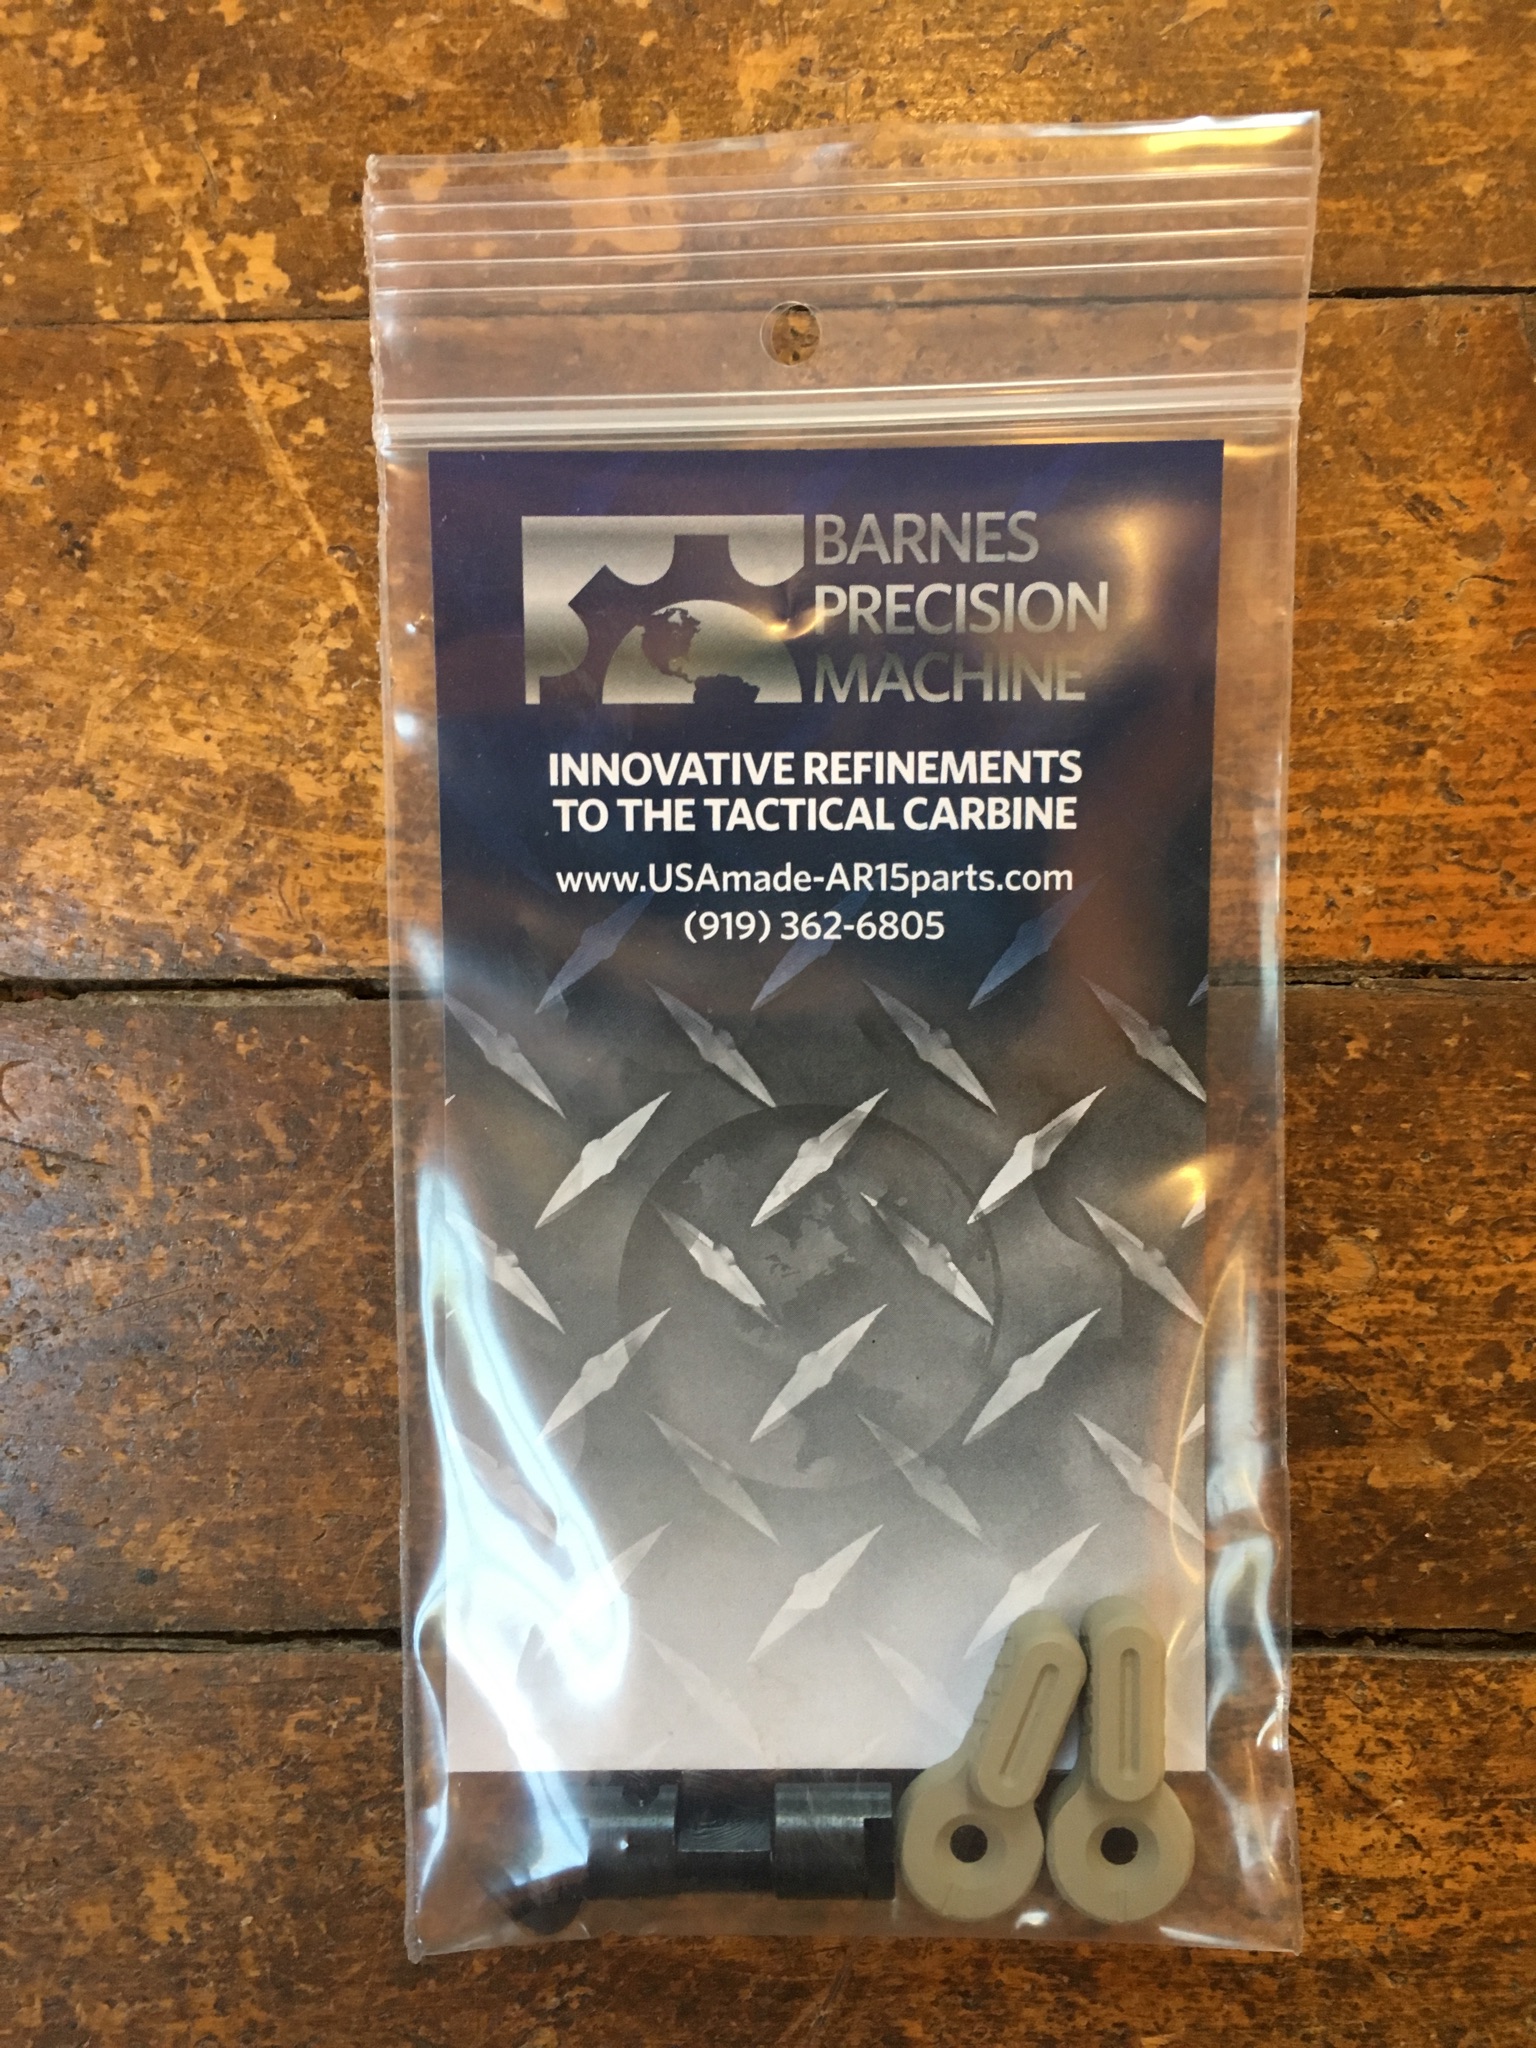 BARNES
PRECISION
MACHINE
INNOVATIVE REFINEMENTS
TO THE TACTICAL CARBINE
www.USAmade-AR15parts.com
(919) 362-6805